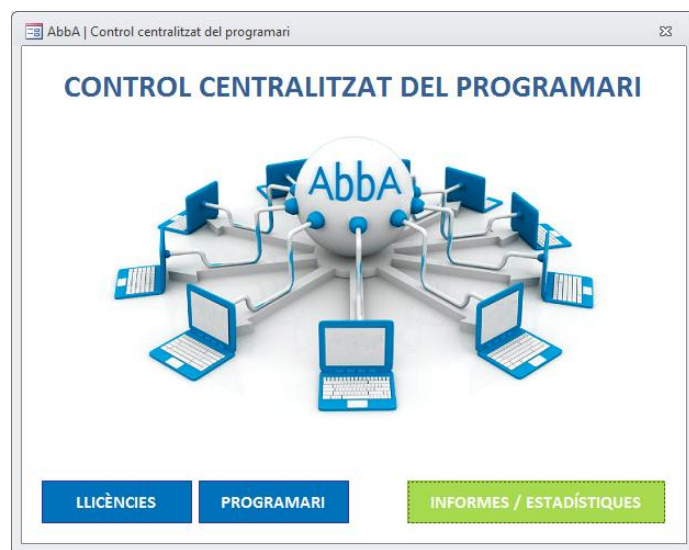 AbbA | Control centralitzat del programari
CONTROL CENTRALITZAT DEL PROGRAMARI
AbbA
LLICÈNCIES
PROGRAMARI
INFORMES / ESTADÍSTIQUES